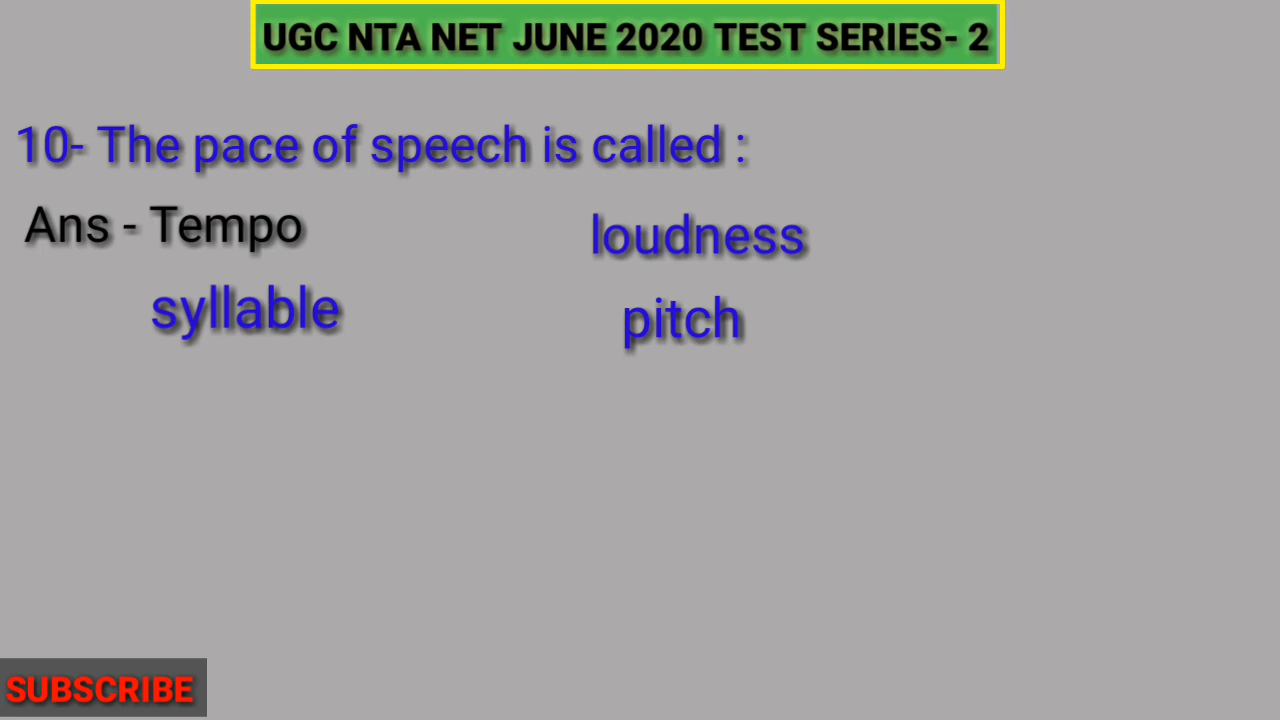 UGC NTA NET JUNE 2020 TEST SERIES- 2
10- The pace of speech is called :
Ans - Tempo
loudness
syllable
pitch
SUBSCRIBE